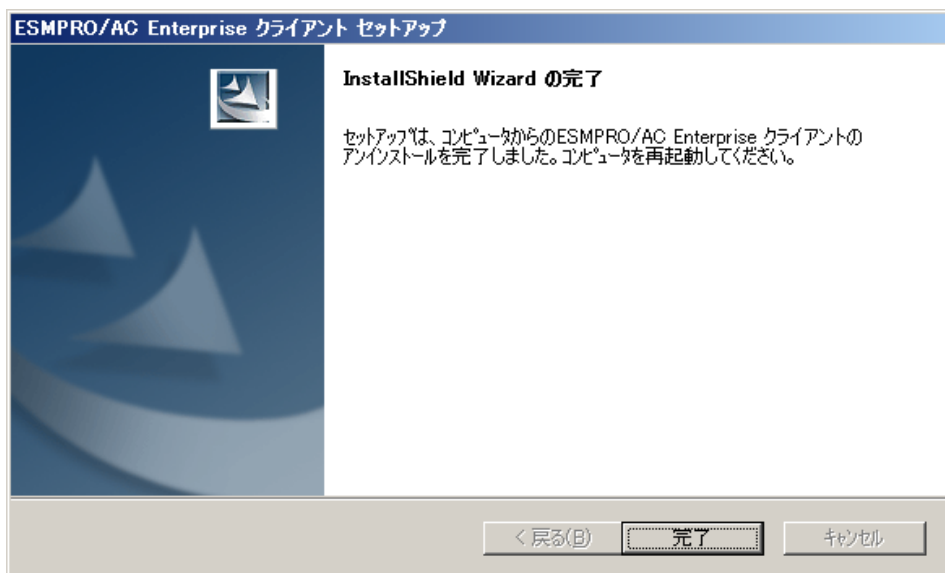 ESMPRO/AC Enterprise クライアント セットアップ
InstallShield Wizard の完了
セットアップは、コンピュータからのESMPRO/AC Enterprise クライアントの
アンインストールを完了しました。コンピュータを再起動してください。
< 戻る(B)
完了
キャンセル